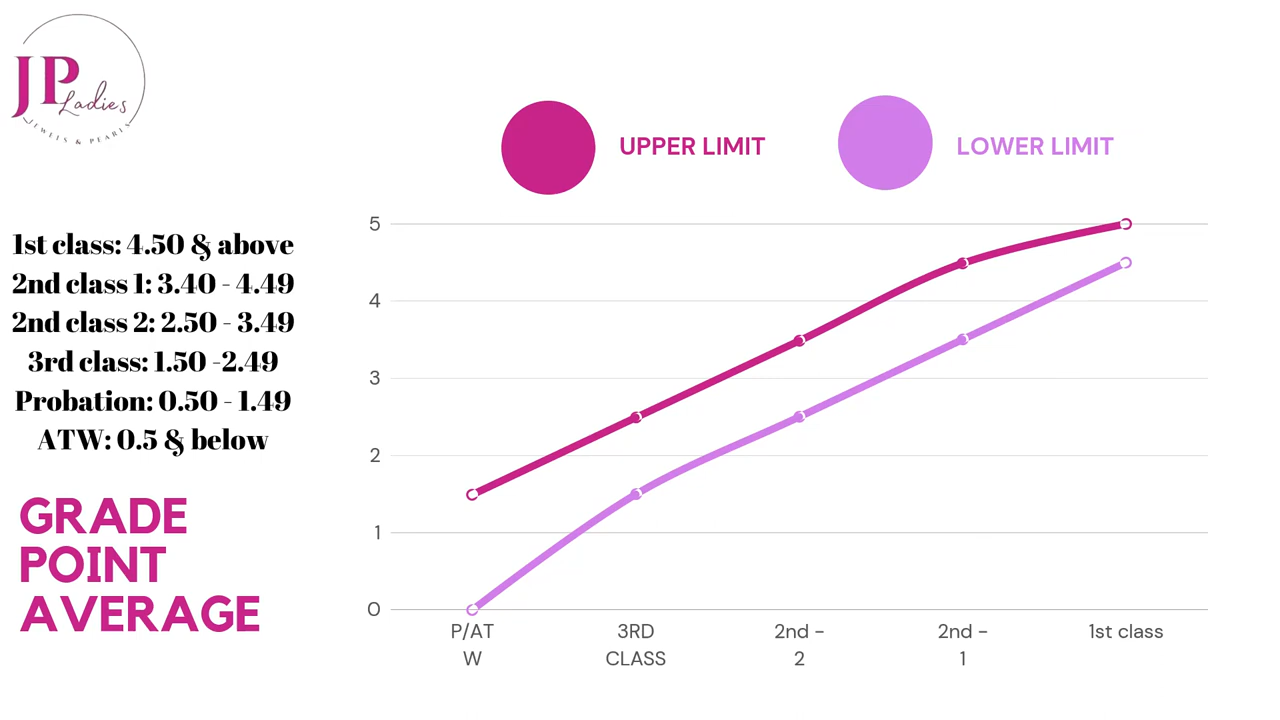 JP
Ladies
JEWELS & PEARLS
UPPER LIMIT
LOWER LIMIT
1st class: 4.50 & above
2nd class 1: 3.40 - 4.49
2nd class 2: 2.50 - 3.49
3rd class: 1.50 -2.49
Probation: 0.50 - 1.49
ATW: 0.5 & below
GRADE
POINT
AVERAGE
5
4
3
2
1
0
P/AT
W
3RD
CLASS
2nd -
2
2nd -
1
1st class